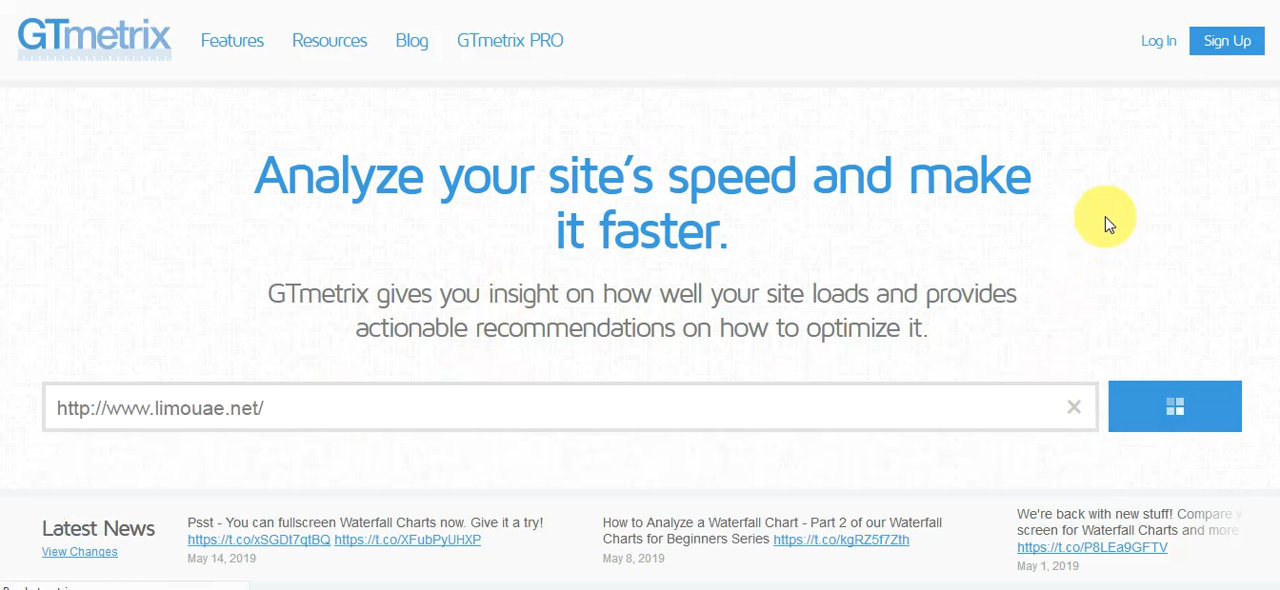 GTmetrix
Features
Resources
Blog
GTmetrix PRO
Log In
Sign Up
Analyze your site's speed and make
it faster.
GTmetrix gives you insight on how well your site loads and provides
actionable recommendations on how to optimize it.
http://www.limouae.net/
Latest News
View Changes
Psst - You can fullscreen Waterfall Charts now. Give it a try!
https://t.co/xSGDt7qtBQ https://t.co/XFubPyUHXP
May 14, 2019
How to Analyze a Waterfall Chart - Part 2 of our Waterfall
Charts for Beginners Series https://t.co/kgRZ5f7Zth
May 8, 2019
We're back with new stuff! Compare
screen for Waterfall Charts and more
https://t.co/P8LEa9GFTV
May 1, 2019